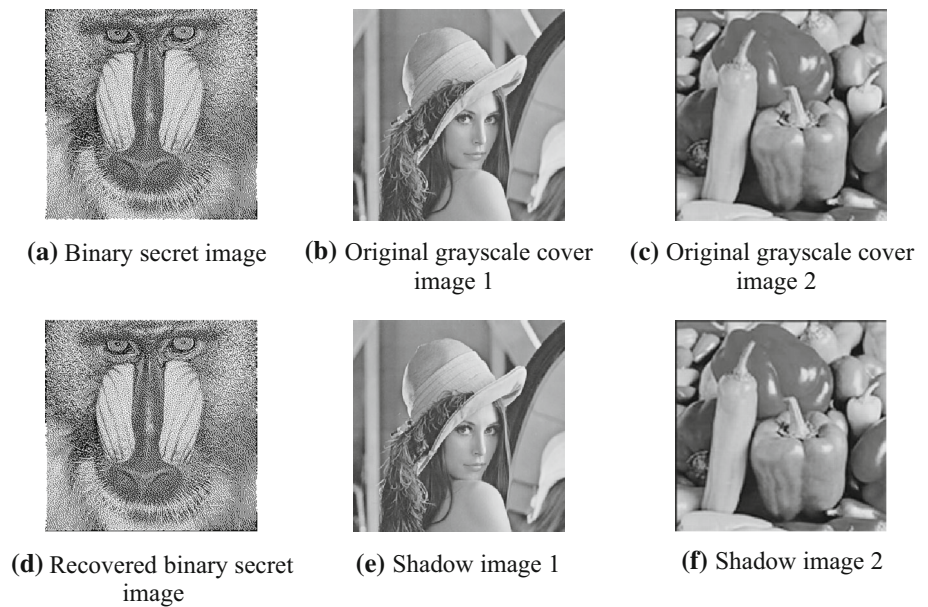 (a) Binary secret image
(b) Original grayscale cover
image 1
(c) Original grayscale cover
image 2
(d) Recovered binary secret
image
(e) Shadow image 1
(f) Shadow image 2